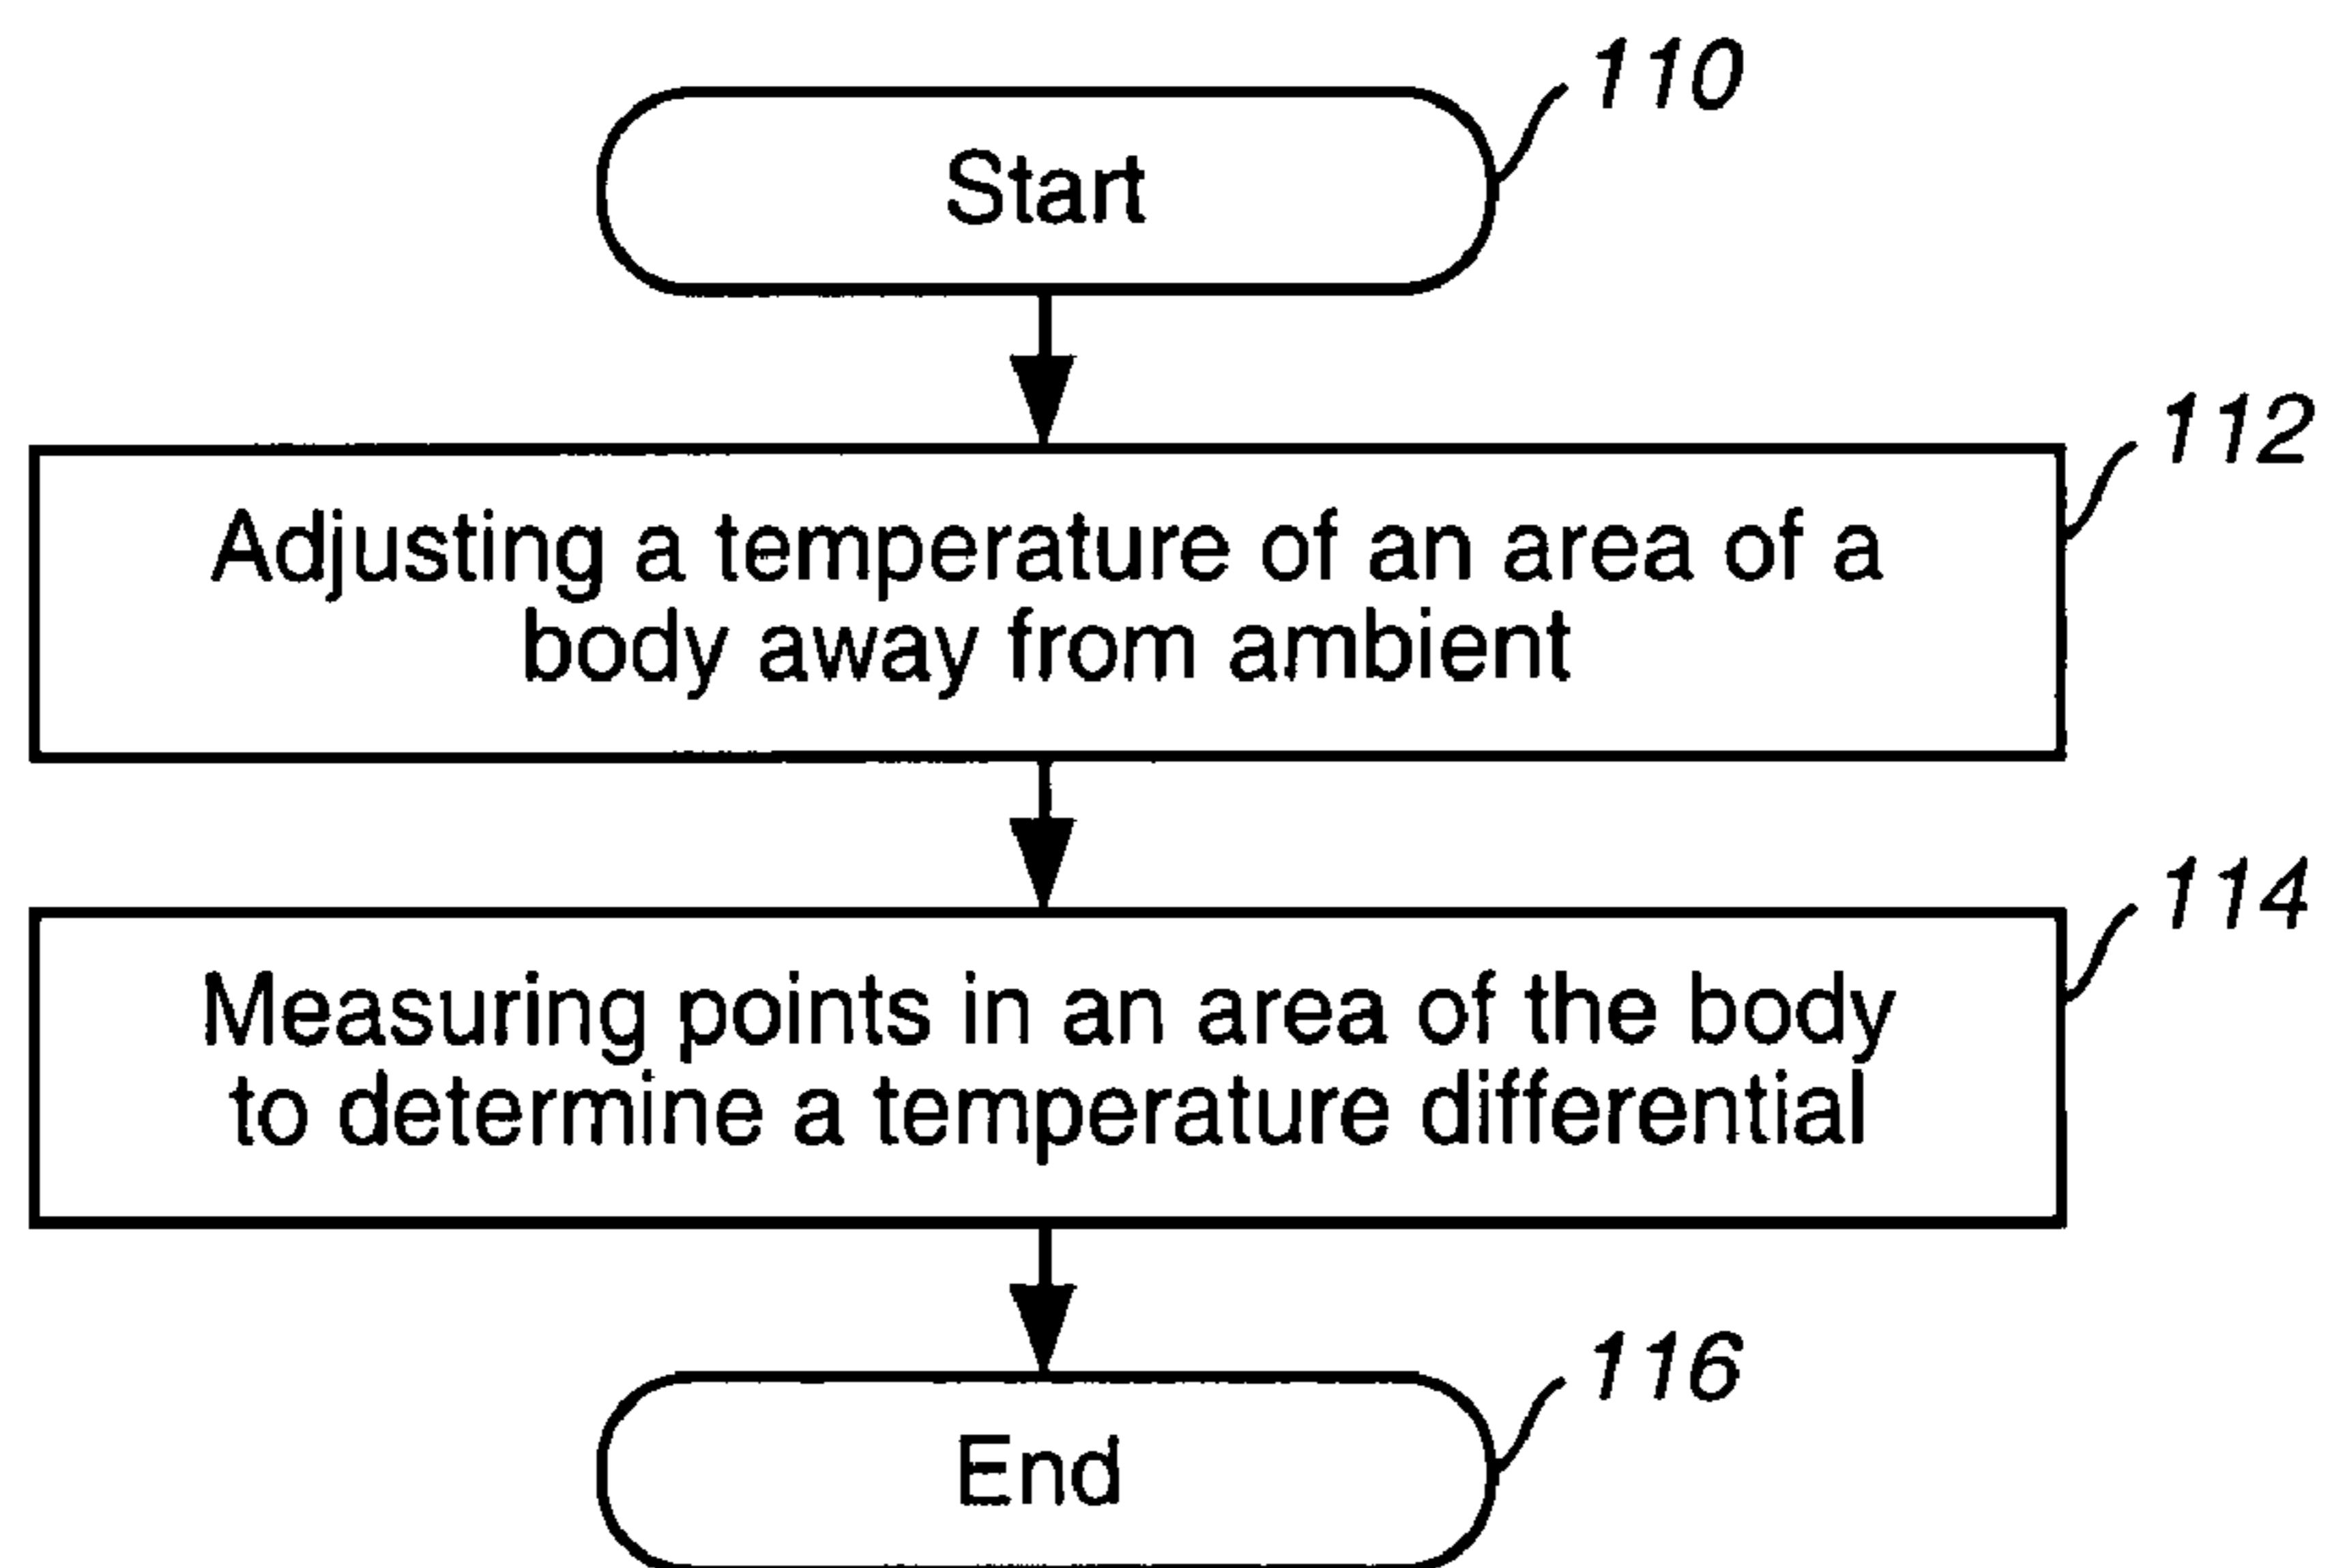 110
Start
112
Adjusting a temperature of an area of a
body away from ambient
114
Measuring points in an area of the body
to determine a temperature differential
116
End